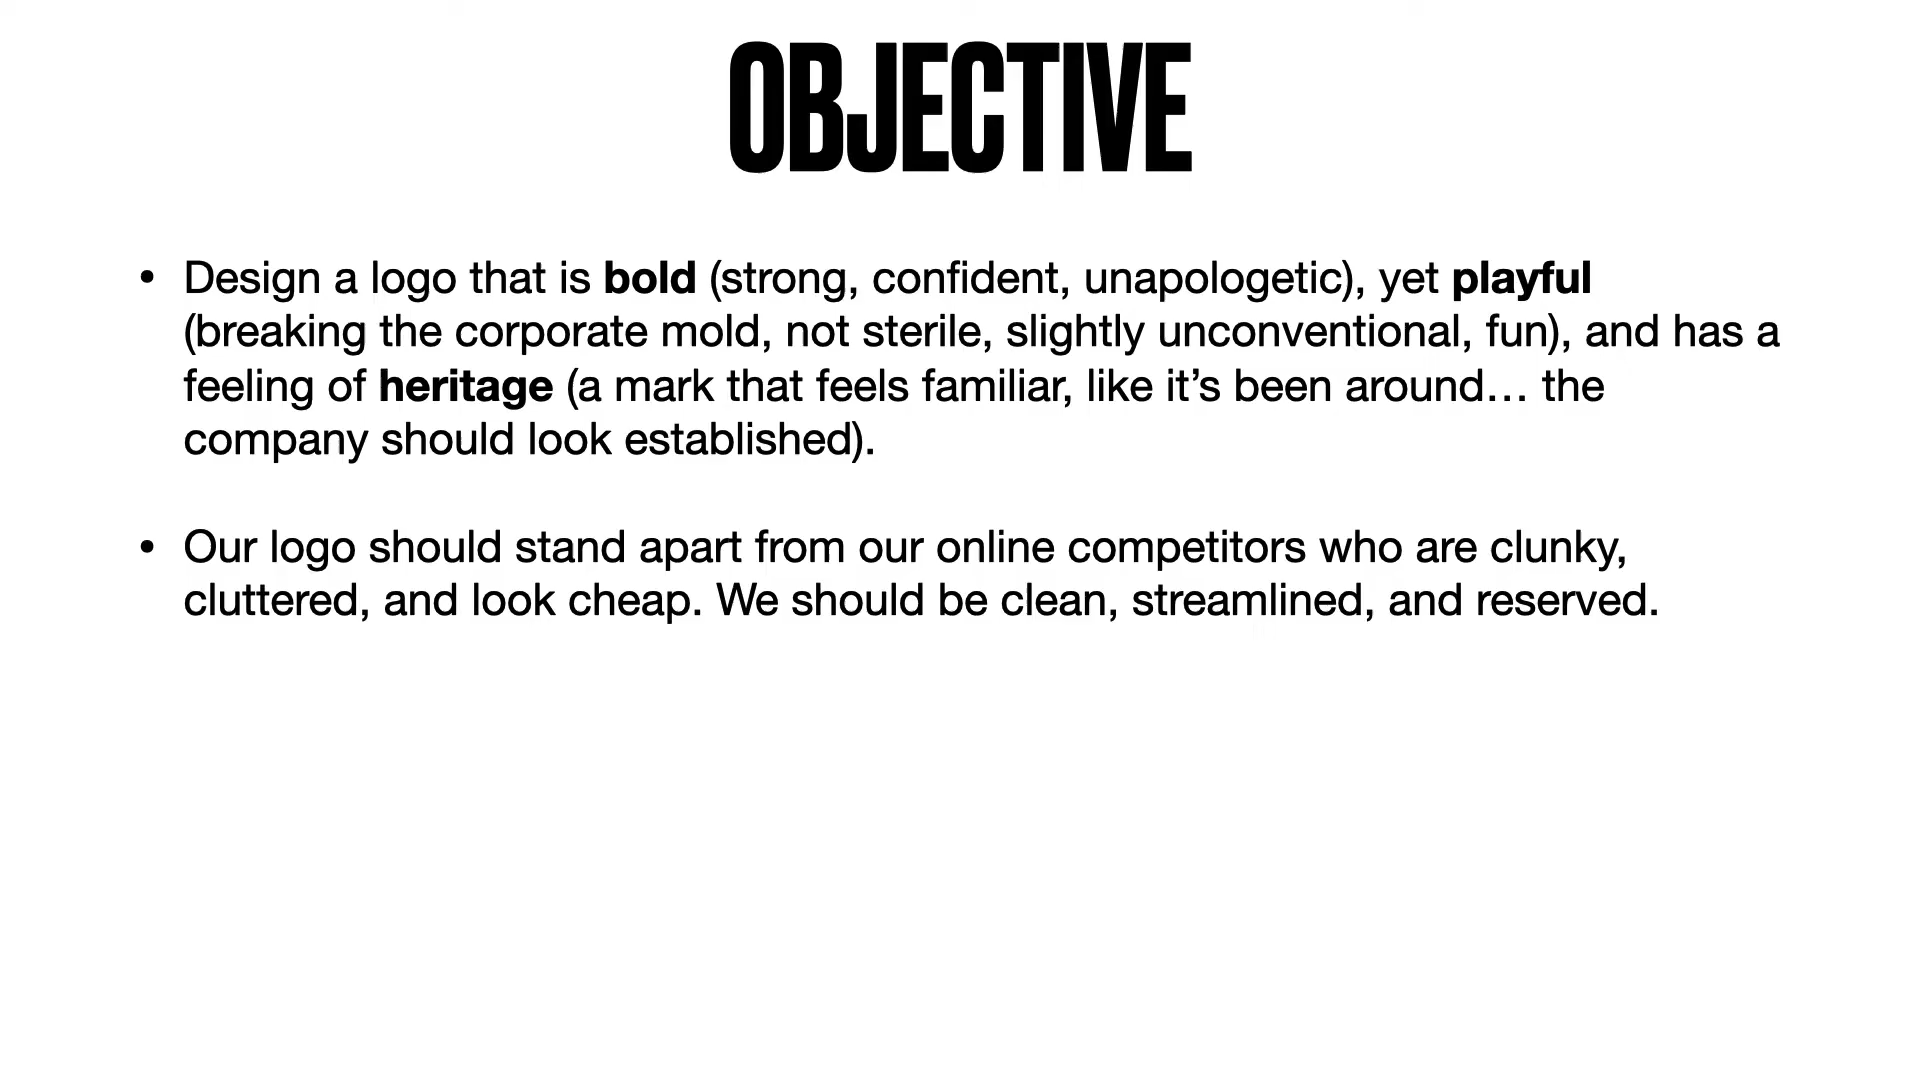 OBJECTIVE
• Design a logo that is bold (strong, confident, unapologetic), yet playful
(breaking the corporate mold, not sterile, slightly unconventional, fun), and has a
feeling of heritage (a mark that feels familiar, like it’s been around… the
company should look established).
• Our logo should stand apart from our online competitors who are clunky,
cluttered, and look cheap. We should be clean, streamlined, and reserved.